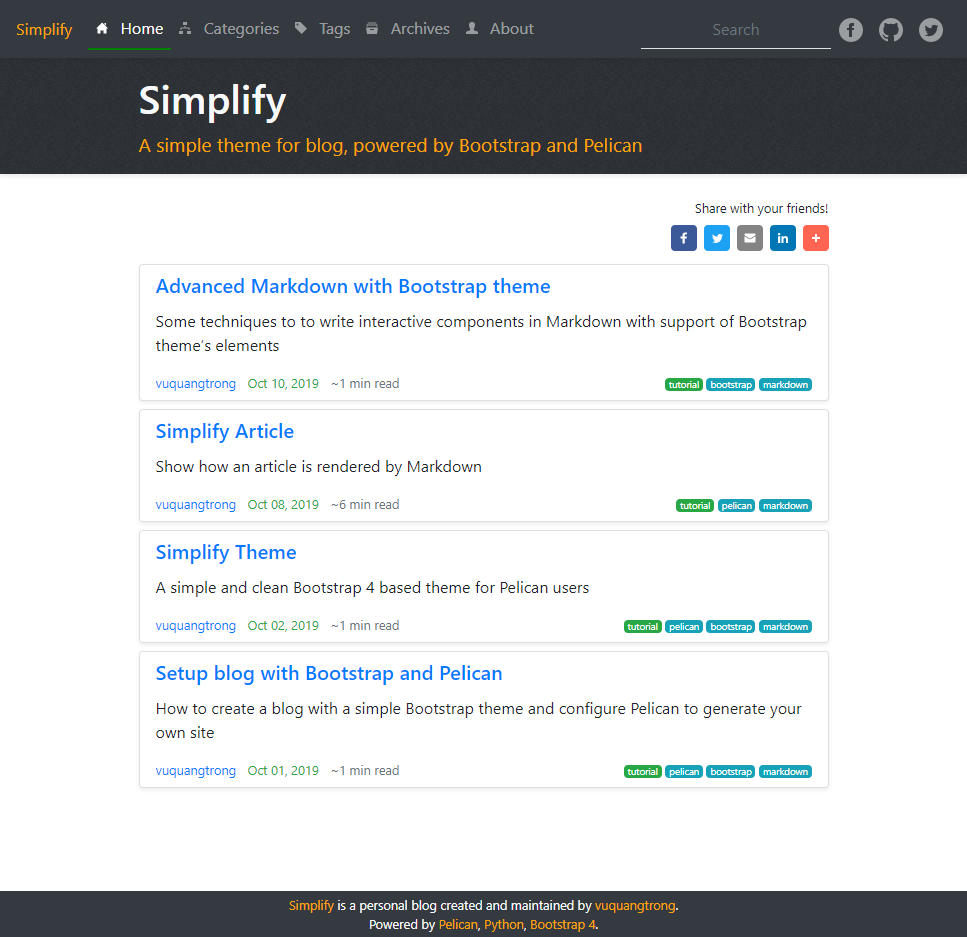 Simplify Home Categories Tags Archives About Search
Simplify
A simple theme for blog, powered by Bootstrap and Pelican
Share with your friends!
Advanced Markdown with Bootstrap theme
Some techniques to to write interactive components in Markdown with support of Bootstrap
theme's elements
vuquangtrong Oct 10, 2019 ~1 min read tutorial bootstrap markdown
Simplify Article
Show how an article is rendered by Markdown
vuquangtrong Oct 08, 2019 ~6 min read tutorial pelican markdown
Simplify Theme
A simple and clean Bootstrap 4 based theme for Pelican users
vuquangtrong Oct 02, 2019 ~1 min read tutorial pelican bootstrap markdown
Setup blog with Bootstrap and Pelican
How to create a blog with a simple Bootstrap theme and configure Pelican to generate your
own site
vuquangtrong Oct 01, 2019 ~1 min read tutorial pelican bootstrap markdown
Simplify is a personal blog created and maintained by vuquangtrong.
Powered by Pelican, Python, Bootstrap 4.